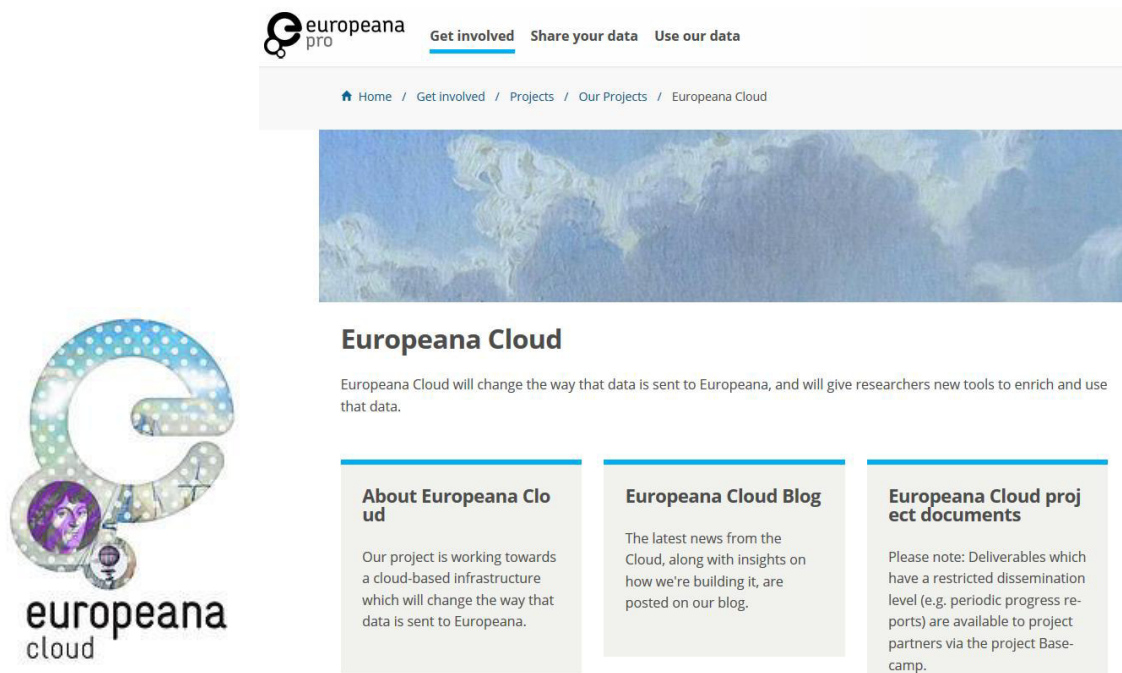 europeana
pro
Get involved Share your data Use our data
Home / Get involved / Projects / Our Projects / Europeana Cloud
Europeana Cloud
Europeana Cloud will change the way that data is sent to Europeana, and will give researchers new tools to enrich and use
that data.
About Europeana Clo
ud
Our project is working towards
a cloud-based infrastructure
which will change the way that
data is sent to Europeana.
Europeana Cloud Blog
The latest news from the
Cloud, along with insights on
how we're building it, are
posted on our blog.
Europeana Cloud proj
ect documents
Please note: Deliverables which
have a restricted dissemination
level (e.g. periodic progress re-
ports) are available to project
partners via the project Base-
camp.
europeana
cloud